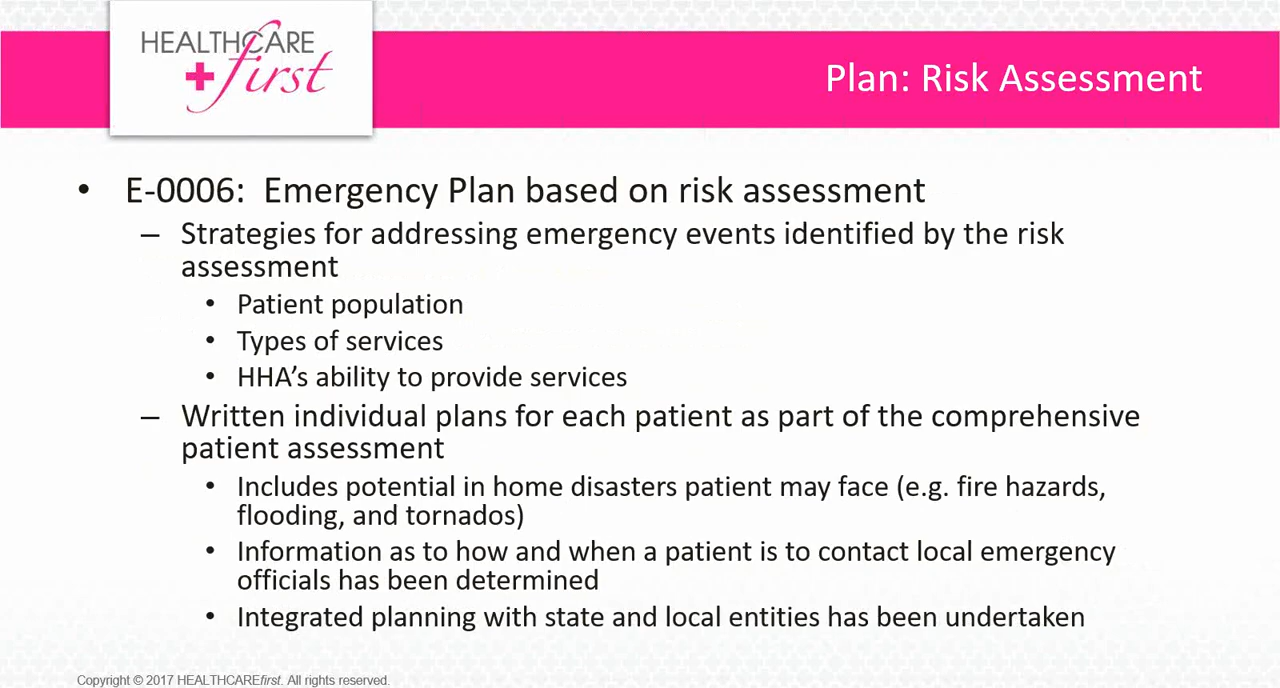 HEALTHCARE
first
Plan: Risk Assessment
• E-0006: Emergency Plan based on risk assessment
– Strategies for addressing emergency events identified by the risk
assessment
• Patient population
• Types of services
• HHA’s ability to provide services
– Written individual plans for each patient as part of the comprehensive
patient assessment
• Includes potential in home disasters patient may face (e.g. fire hazards,
flooding, and tornados)
• Information as to how and when a patient is to contact local emergency
officials has been determined
• Integrated planning with state and local entities has been undertaken
Copyright © 2017 HEALTHCAREfirst. All rights reserved.